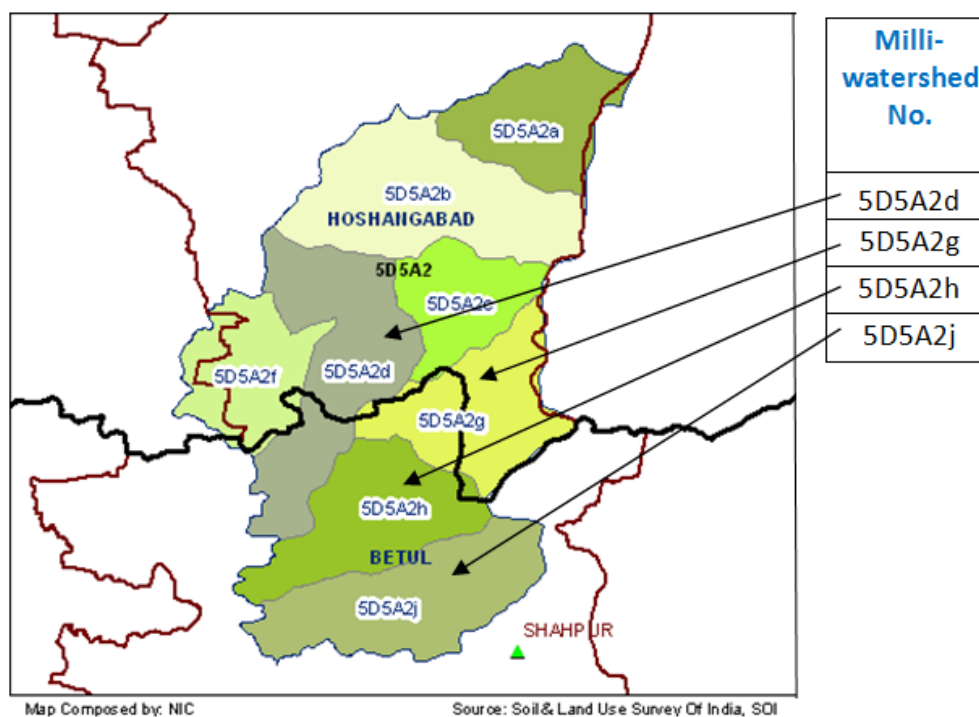 Milli-
watershed
No.
5D5A2d
5D5A2g
5D5A2h
5D5A2j
5D5A2a
5D5A2b
HOSHANGABAD
5D5A2
5D5A2e
5D5A2f
5D5A2d
5D5A2g
5D5A2h
BETUL
5D5A2j
SHAHPUR
Map Composed by: NIC
Source: Soil & Land Use Survey Of India, SOI